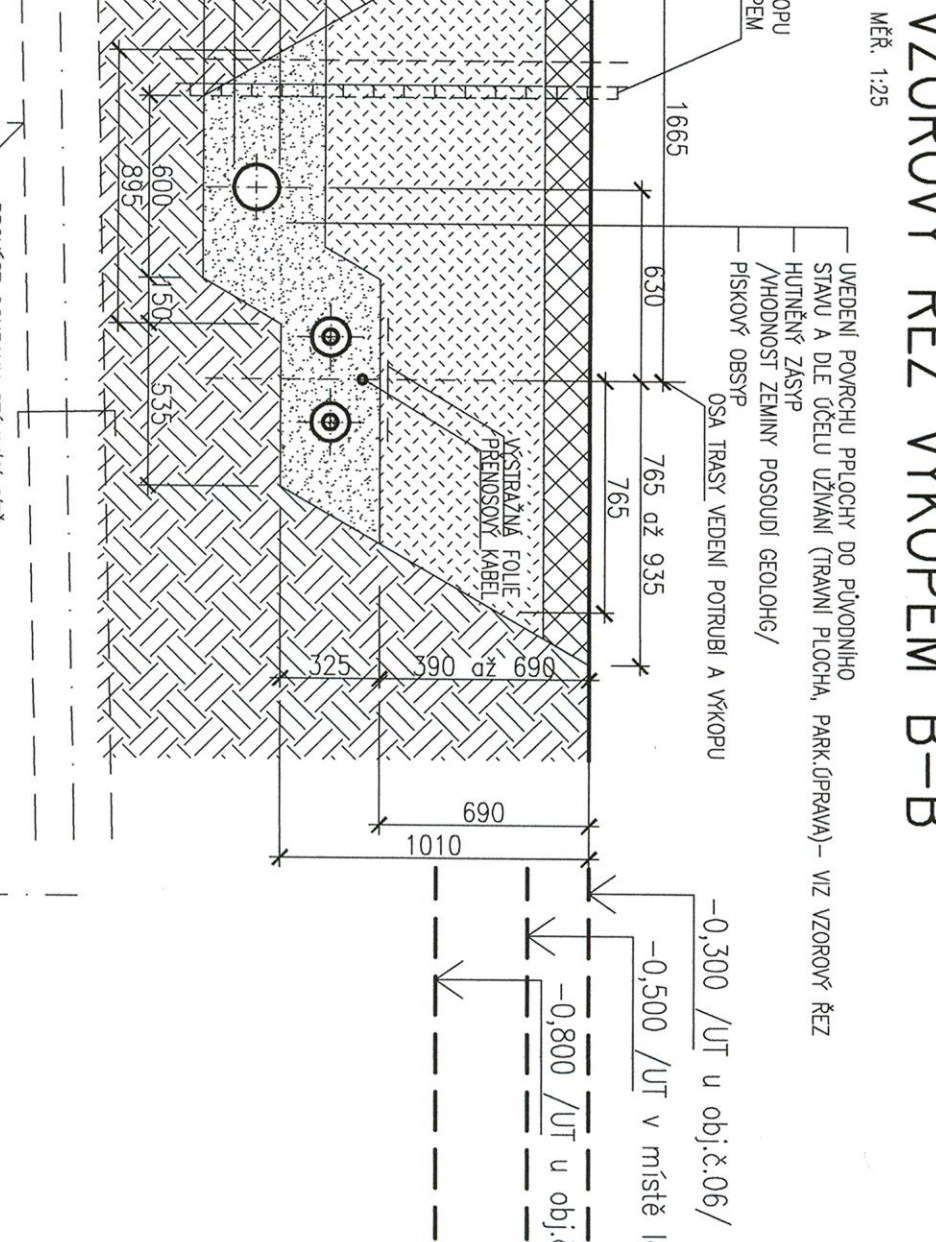 VZOROVÝ ŘEZ VÝKOPEM B-B
MĚŘ. 1:25
UVEDENÍ POVRCHU PPLOCHY DO PŮVODNÍHO
STAVU A DLE ÚČELU UŽÍVÁNÍ (TRAVNÍ PLOCHA, PARK.ÚPRAVA)- VIZ VZOROVÝ ŘEZ
HUTNĚNÝ ZÁSYP
/VHODNOST ZEMINY POSOUDÍ GEOLOHG/
PÍSKOVÝ OBSYP
OSA TRASY VEDENÍ POTRUBÍ A VÝKOPU
1665
630
765 až 935
765
VÝSTRAŽNÁ FOLIE
PŘENOSOVÝ KABEL
600
150
535
895
325
390 až 690
690
1010
-0,300 /UT u obj.č.06/
-0,500 /UT v místě
-0,800 /UT u obj.